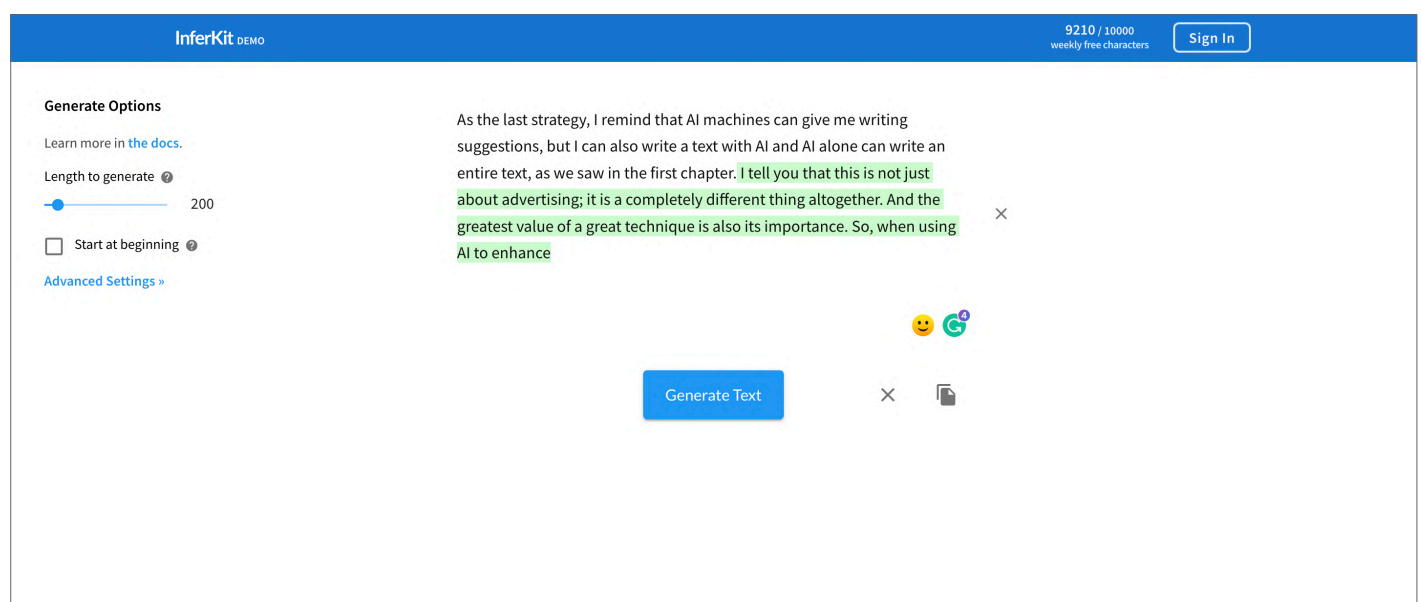 InferKit DEMO
9210 / 10000
weekly free characters
Sign In
Generate Options
Learn more in the docs.
Length to generate ?
200
Start at beginning ?
Advanced Settings »
As the last strategy, I remind that AI machines can give me writing
suggestions, but I can also write a text with AI and AI alone can write an
entire text, as we saw in the first chapter. I tell you that this is not just
about advertising; it is a completely different thing altogether. And the
greatest value of a great technique is also its importance. So, when using
AI to enhance
4
Generate Text